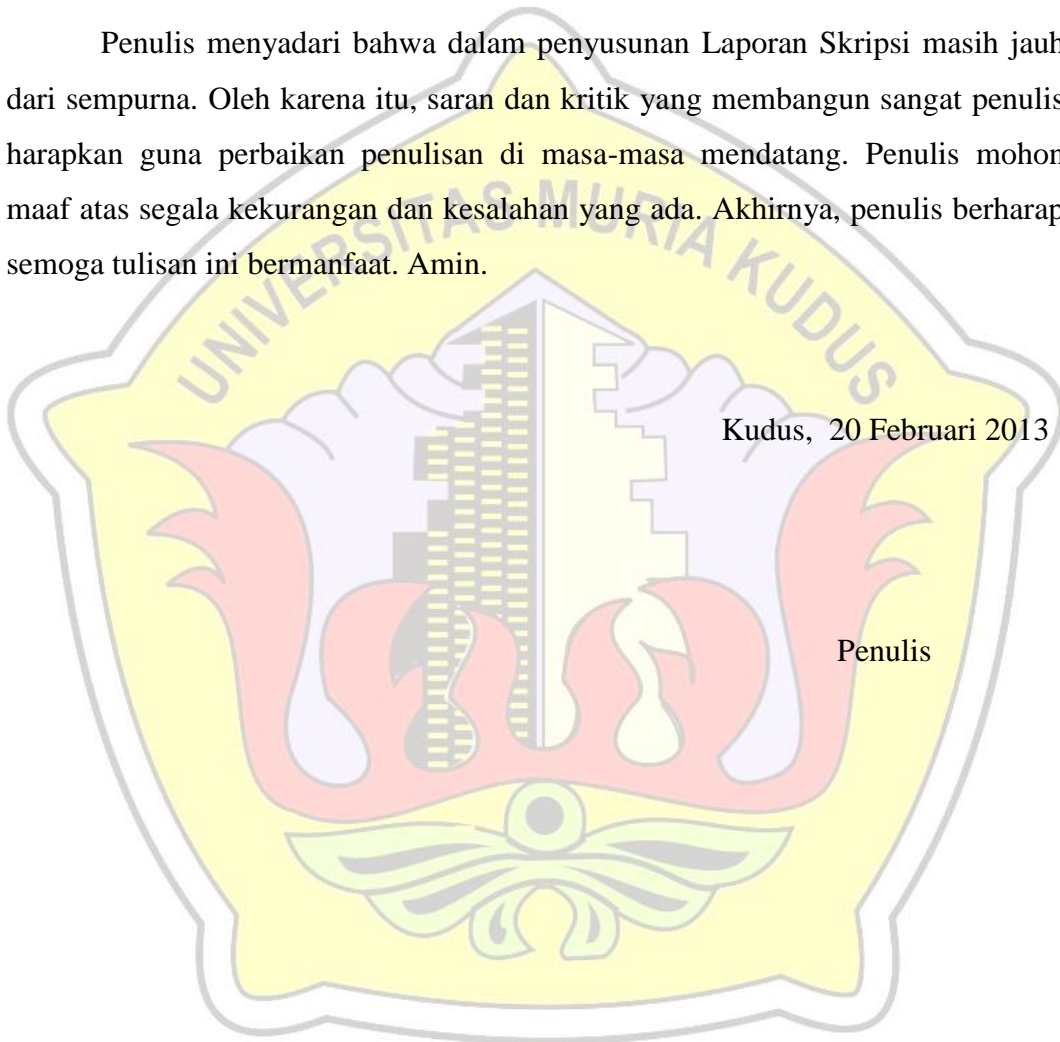 Penulis menyadari bahwa dalam penyusunan Laporan Skripsi masih jauh
dari sempurna. Oleh karena itu, saran dan kritik yang membangun sangat penulis
harapkan guna perbaikan penulisan di masa-masa mendatang. Penulis mohon
maaf atas segala kekurangan dan kesalahan yang ada. Akhirnya, penulis berharap
semoga tulisan ini bermanfaat. Amin.
UNIVERSITAS MURIA KUDUS
Kudus, 20 Februari 2013
Penulis